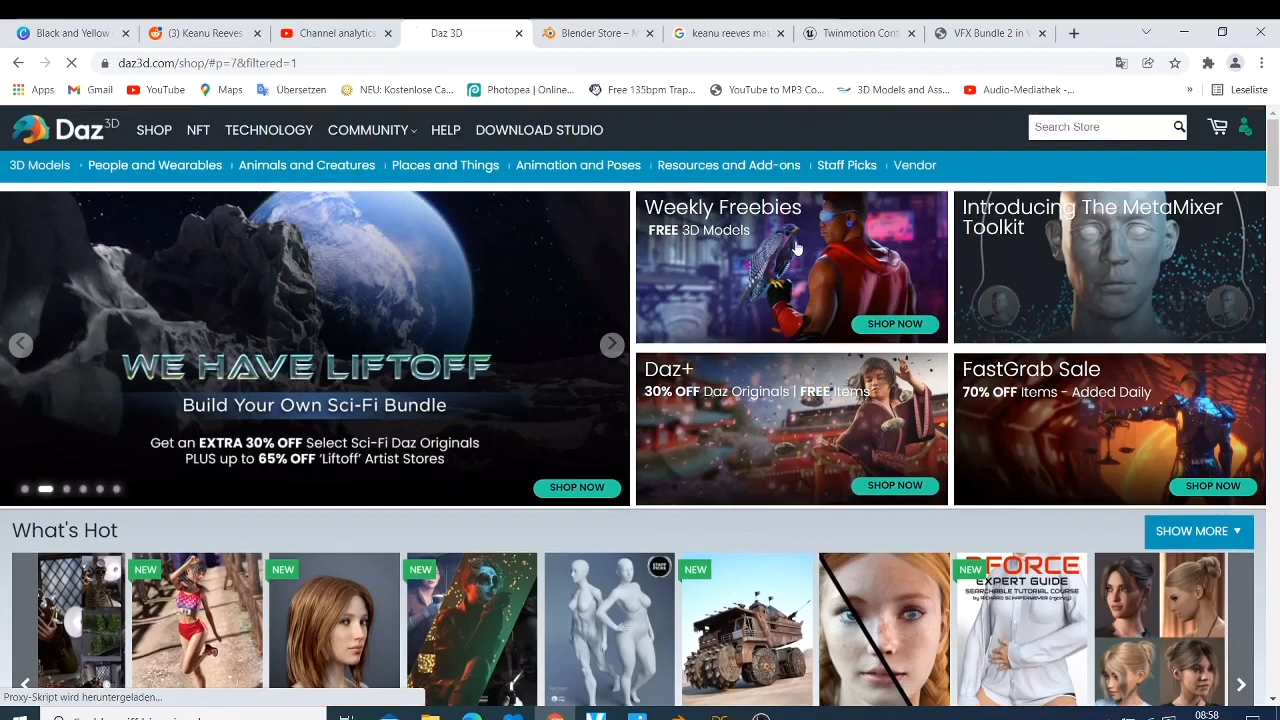 Black and Yellow
(3) Keanu Reeves
Channel analytics
Daz 3D
Blender Store – M
keanu reeves mat
Twinmotion Con
VFX Bundle 2 in
daz3d.com/shop/#p=7&filtered=1
Apps
Gmail
YouTube
Maps
Übersetzen
NEU: Kostenlose Ca...
Photopea | Online...
Free 135bpm Trap...
YouTube to MP3 Co...
3D Models and Ass...
Audio-Mediathek -...
»
Leseliste
Daz 3D
SHOP
NFT
TECHNOLOGY
COMMUNITY
HELP
DOWNLOAD STUDIO
Search Store
3D Models
People and Wearables
Animals and Creatures
Places and Things
Animation and Poses
Resources and Add-ons
Staff Picks
Vendor
WE HAVE LIFTOFF
Build Your Own Sci-Fi Bundle
Get an EXTRA 30% OFF Select Sci-Fi Daz Originals
PLUS up to 65% OFF 'Liftoff' Artist Stores
SHOP NOW
Weekly Freebies
FREE 3D Models
SHOP NOW
Introducing The MetaMixer
Toolkit
Daz+
30% OFF Daz Originals | FREE Items
SHOP NOW
FastGrab Sale
70% OFF Items - Added Daily
SHOP NOW
What's Hot
SHOW MORE
NEW
NEW
NEW
STAFF
PICKS
NEW
NEW
FORCE
EXPERT GUIDE
SEARCHABLE TUTORIAL COURSE
Proxy-Skript wird heruntergeladen...
08:58